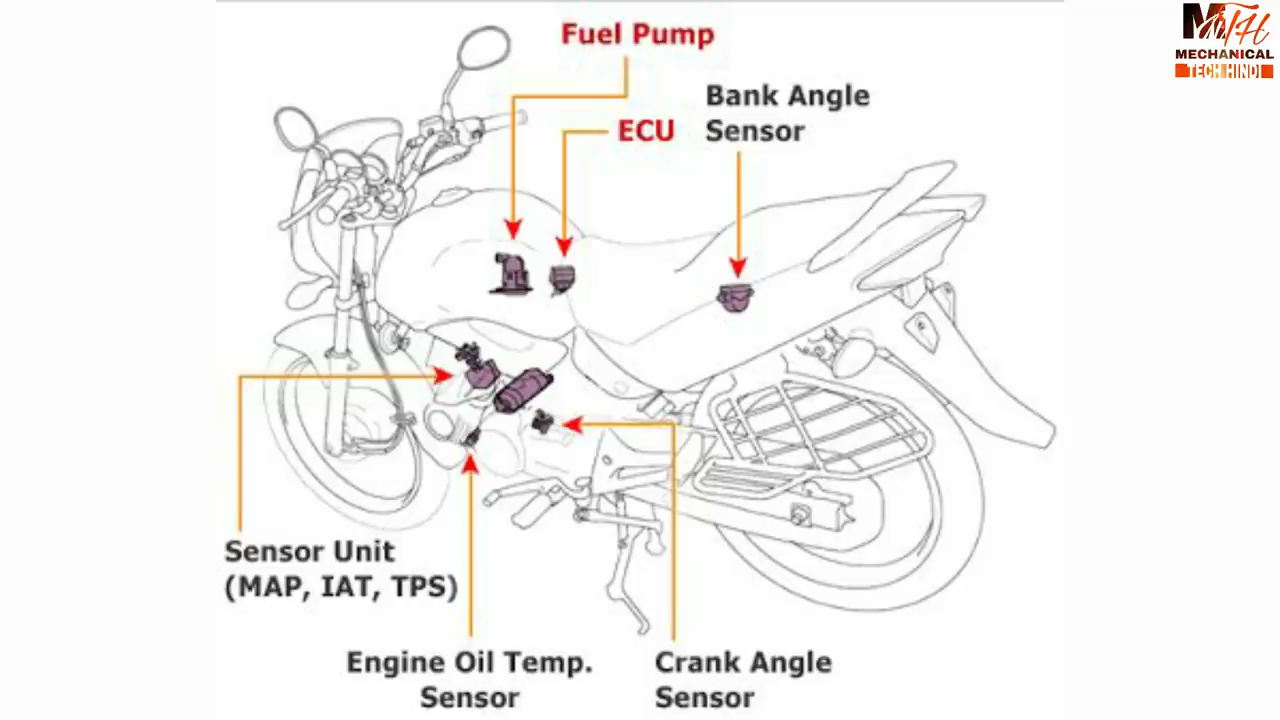 Fuel Pump
MTH
MECHANICAL
TECH HINDI
Bank Angle
Sensor
ECU
Sensor Unit
(MAP, IAT, TPS)
Engine Oil Temp.
Sensor
Crank Angle
Sensor